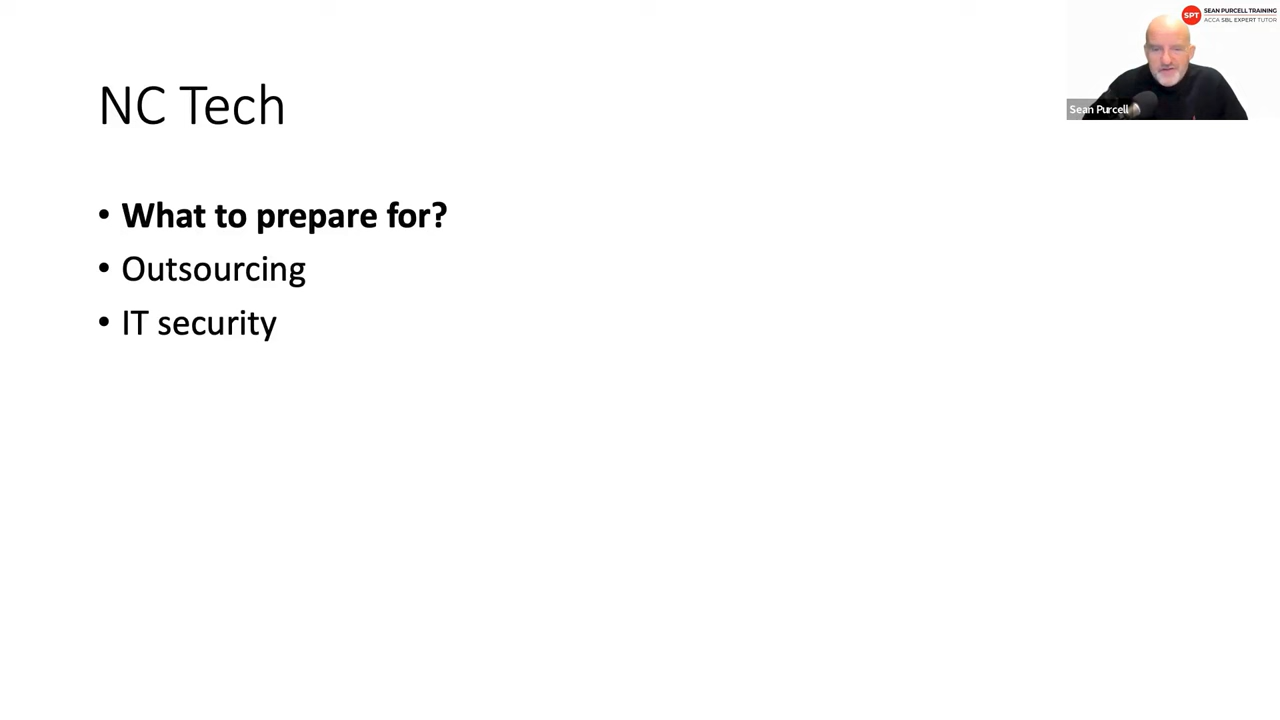 SPT
SEAN PURCELL TRAINING
ACCA SBL EXPERT TUTOR
Sean Purcell
NC Tech
• What to prepare for?
• Outsourcing
• IT security